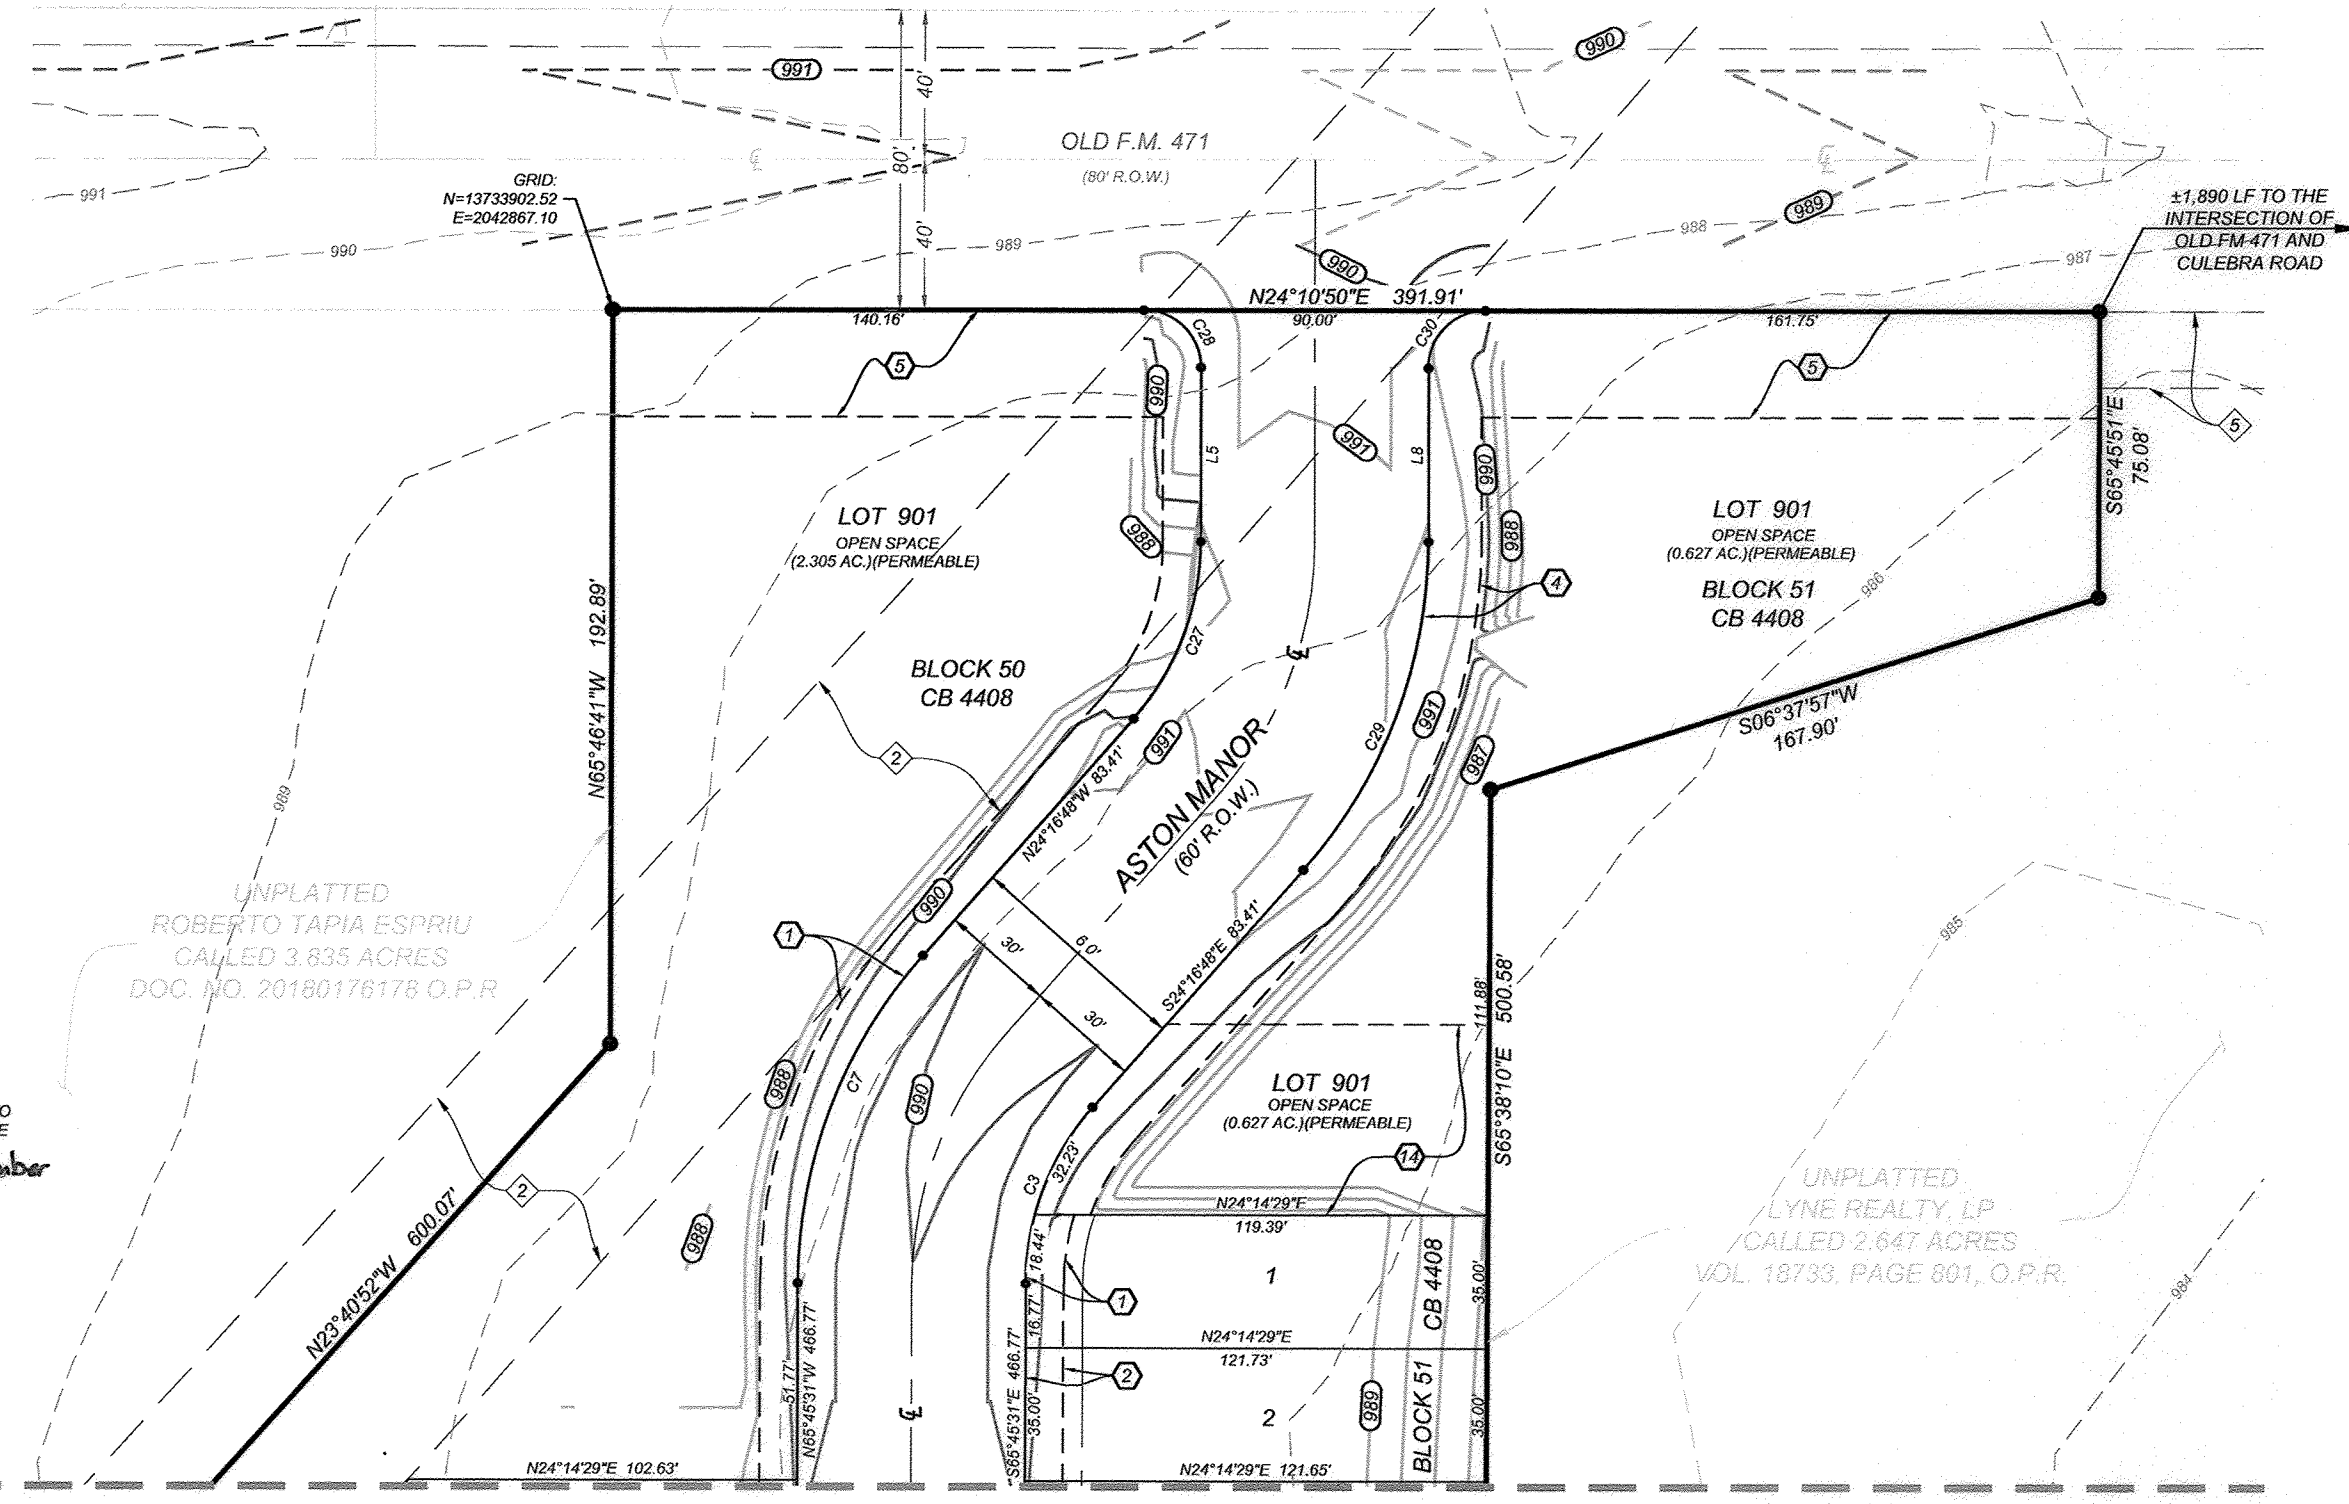 990
991
40'
80'
OLD F.M. 471
(80' R.O.W.)
GRID:
N=13733902.52
E=2042867.10
991
989
988
±1,890 LF TO THE
INTERSECTION OF
OLD FM 471 AND
CULEBRA ROAD
40'
990
989
990
987
N24°10'50"E 391.91'
140.16'
90.00'
161.75'
C28
C30
5
5
990
991
L5
L8
990
S65°45'51"E
75.08'
5
LOT 901
OPEN SPACE
(2.305 AC.)(PERMEABLE)
988
988
LOT 901
OPEN SPACE
(0.627 AC.)(PERMEABLE)
BLOCK 51
CB 4408
986
4
N65°46'41"W 192.89'
BLOCK 50
CB 4408
C27
℄
991
991
C29
987
S06°37'57"W
167.90'
2
989
N24°16'48"W 83.41'
ASTON MANOR
(60' R.O.W.)
UNPLATTED
ROBERTO TAPIA ESPRIU
CALLED 3.835 ACRES
DOC. NO. 20180176178 O.P.R
990
1
30'
60'
30'
S24°16'48"E 83.41'
985
111.88'
S65°38'10"E 500.58'
988
C7
990
LOT 901
OPEN SPACE
(0.627 AC.)(PERMEABLE)
14
O
E
mber
2
C3
32.23'
N24°14'29"E
119.39'
UNPLATTED
LYNE REALTY, LP
CALLED 2.647 ACRES
VOL. 18733, PAGE 801, O.P.R.
988
N23°40'52"W 600.07'
18.44'
1
35.00'
CB 4408
1
16.77'
984
N24°14'29"E
121.73'
51.77'
N65°45'31"W 466.77'
℄
S65°45'31"E 466.77'
35.00'
2
2
989
BLOCK 51
35.00'
N24°14'29"E 102.63'
N24°14'29"E 121.65'